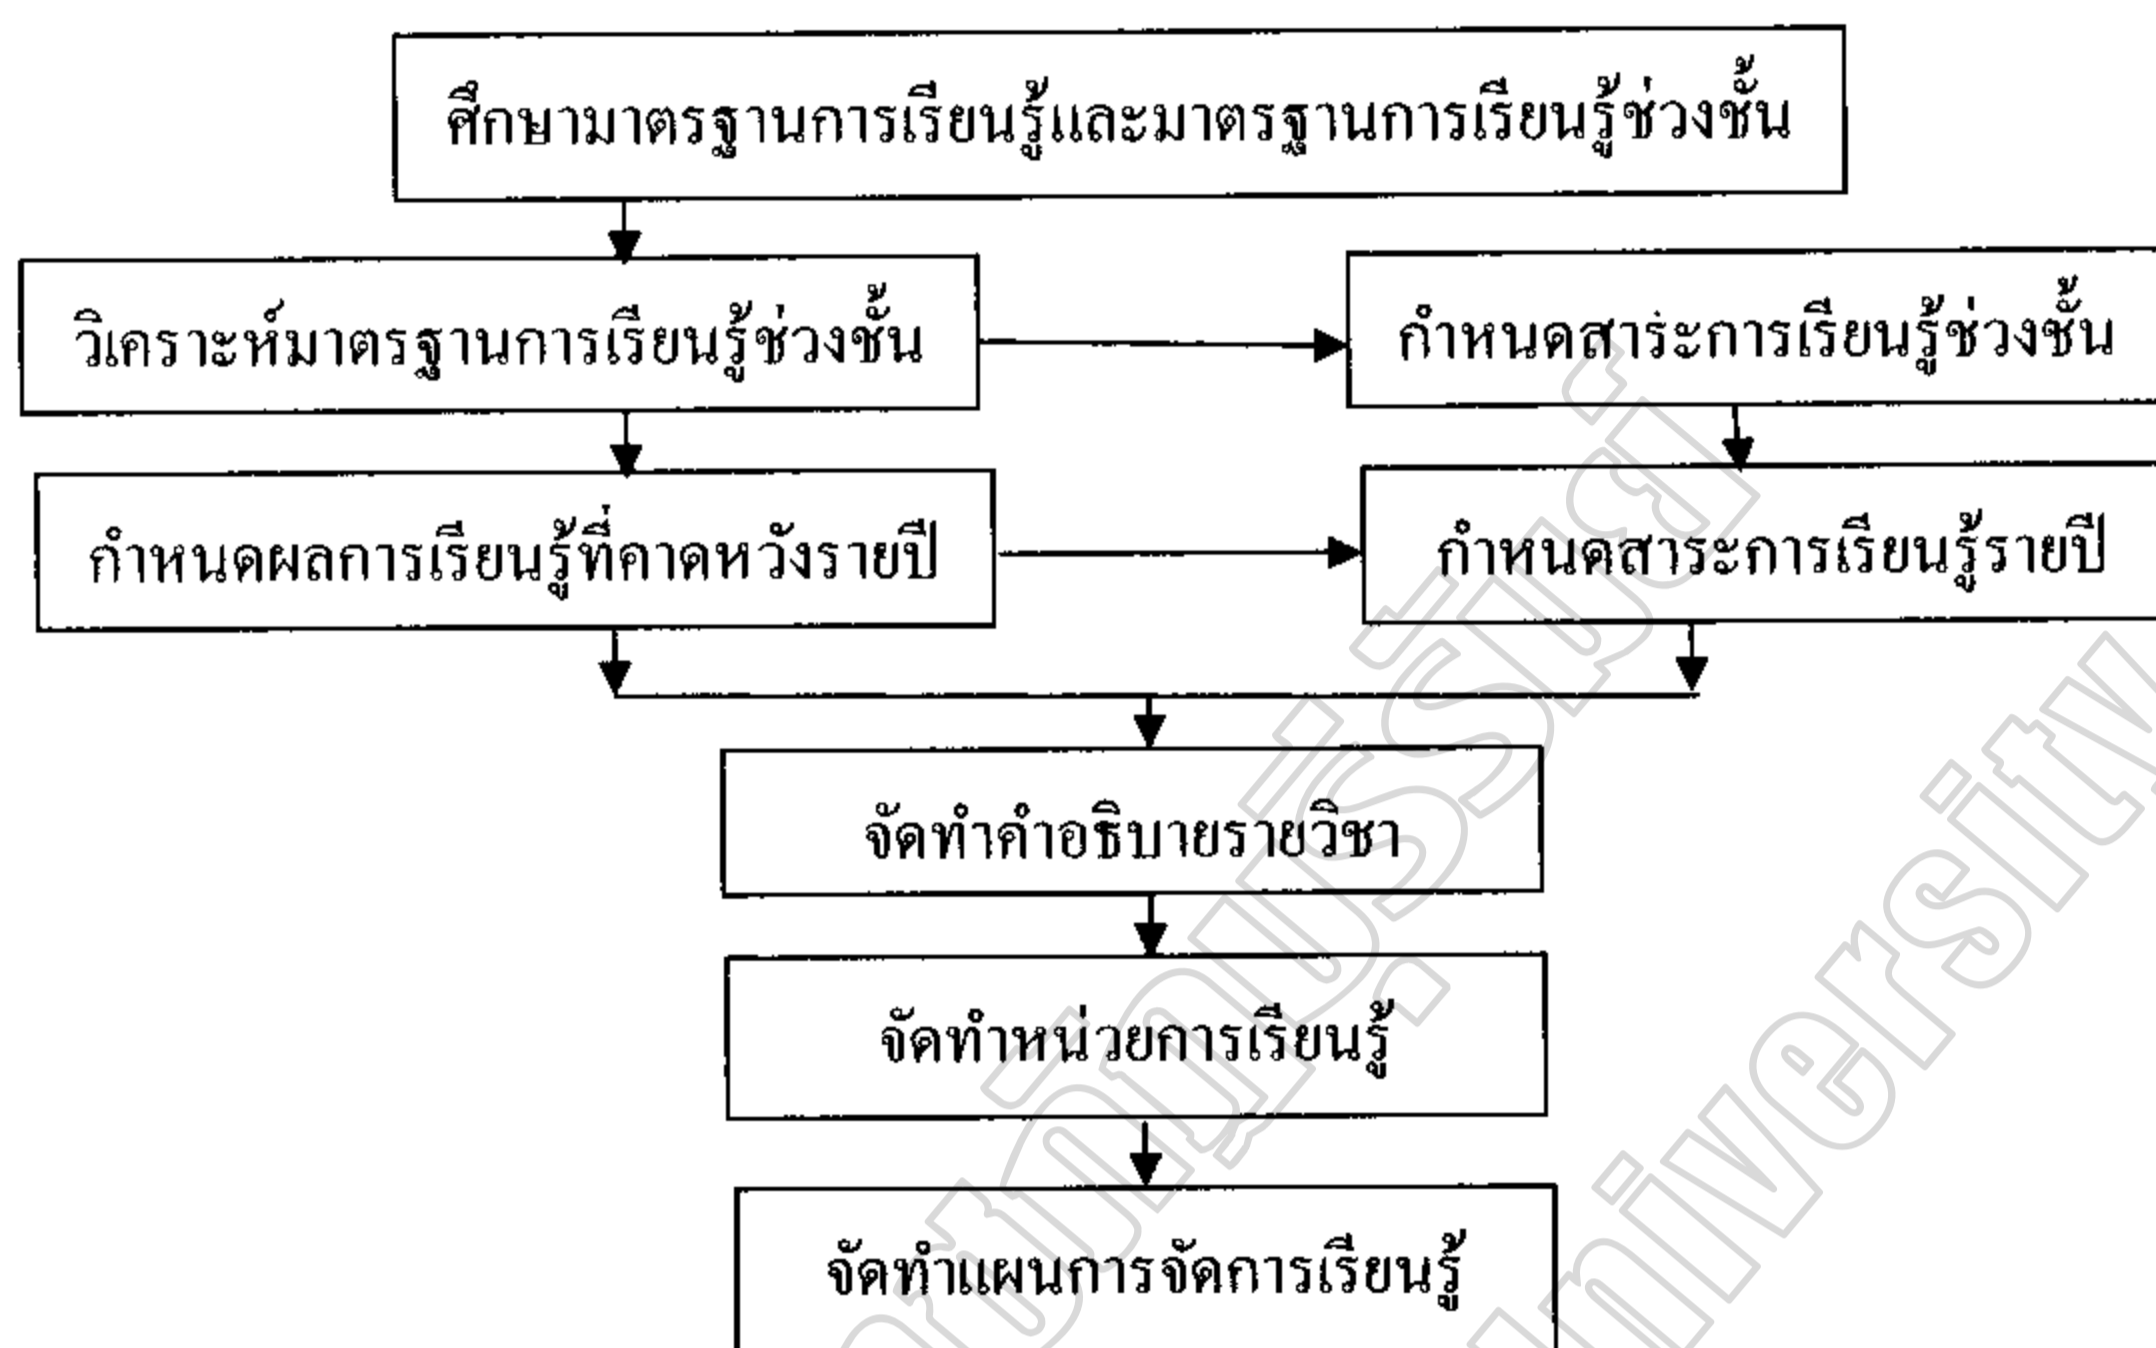 ศึกษามาตรฐานการเรียนรู้และมาตรฐานการเรียนรู้ช่วงชั้น
วิเคราะห์มาตรฐานการเรียนรู้ช่วงชั้น
กำหนดสาระการเรียนรู้ช่วงชั้น
กำหนดผลการเรียนรู้ที่คาดหวังรายปี
กำหนดสาระการเรียนรู้รายปี
จัดทำคำอธิบายรายวิชา
จัดทำหน่วยการเรียนรู้
จัดทำแผนการจัดการเรียนรู้